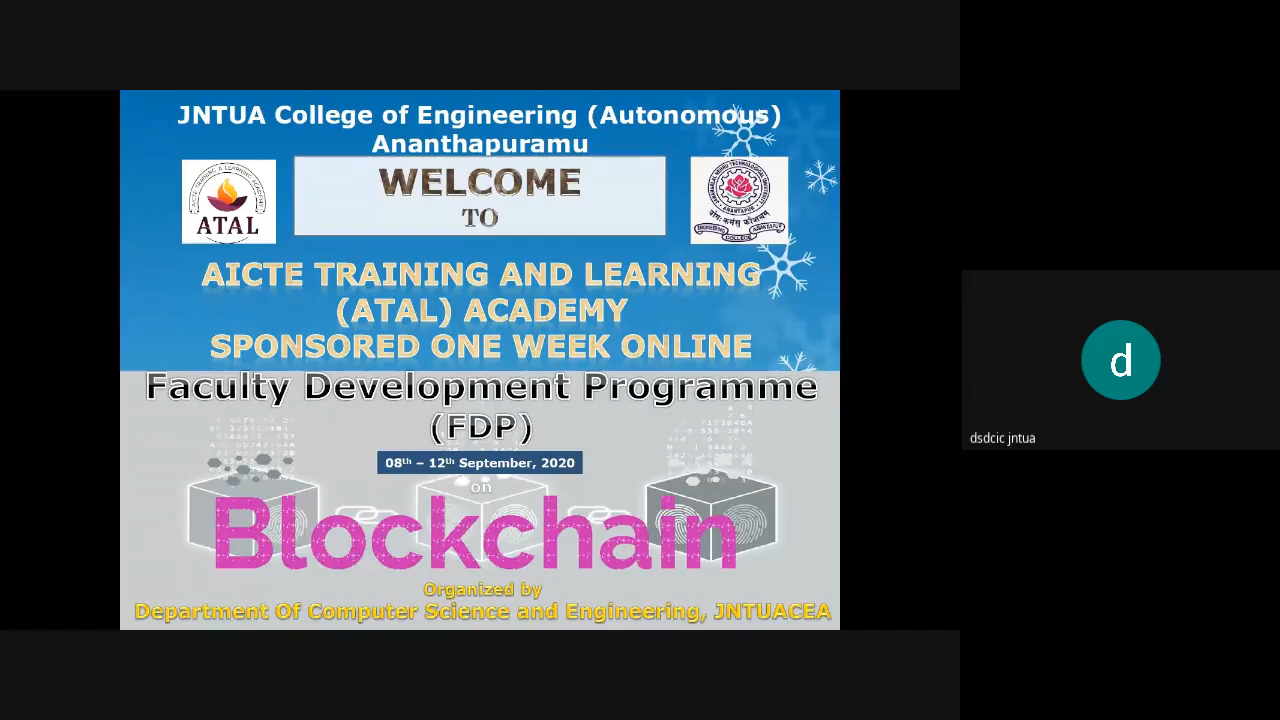 JNTUA College of Engineering (Autonomous)
Ananthapuramu
WELCOME
TO
ATAL
AICTE TRAINING AND LEARNING
(ATAL) ACADEMY
SPONSORED ONE WEEK ONLINE
Faculty Development Programme
(FDP)
08th – 12th September, 2020
on
Blockchain
Organized by
Department Of Computer Science and Engineering, JNTUACEA
d
dsdcic jntua